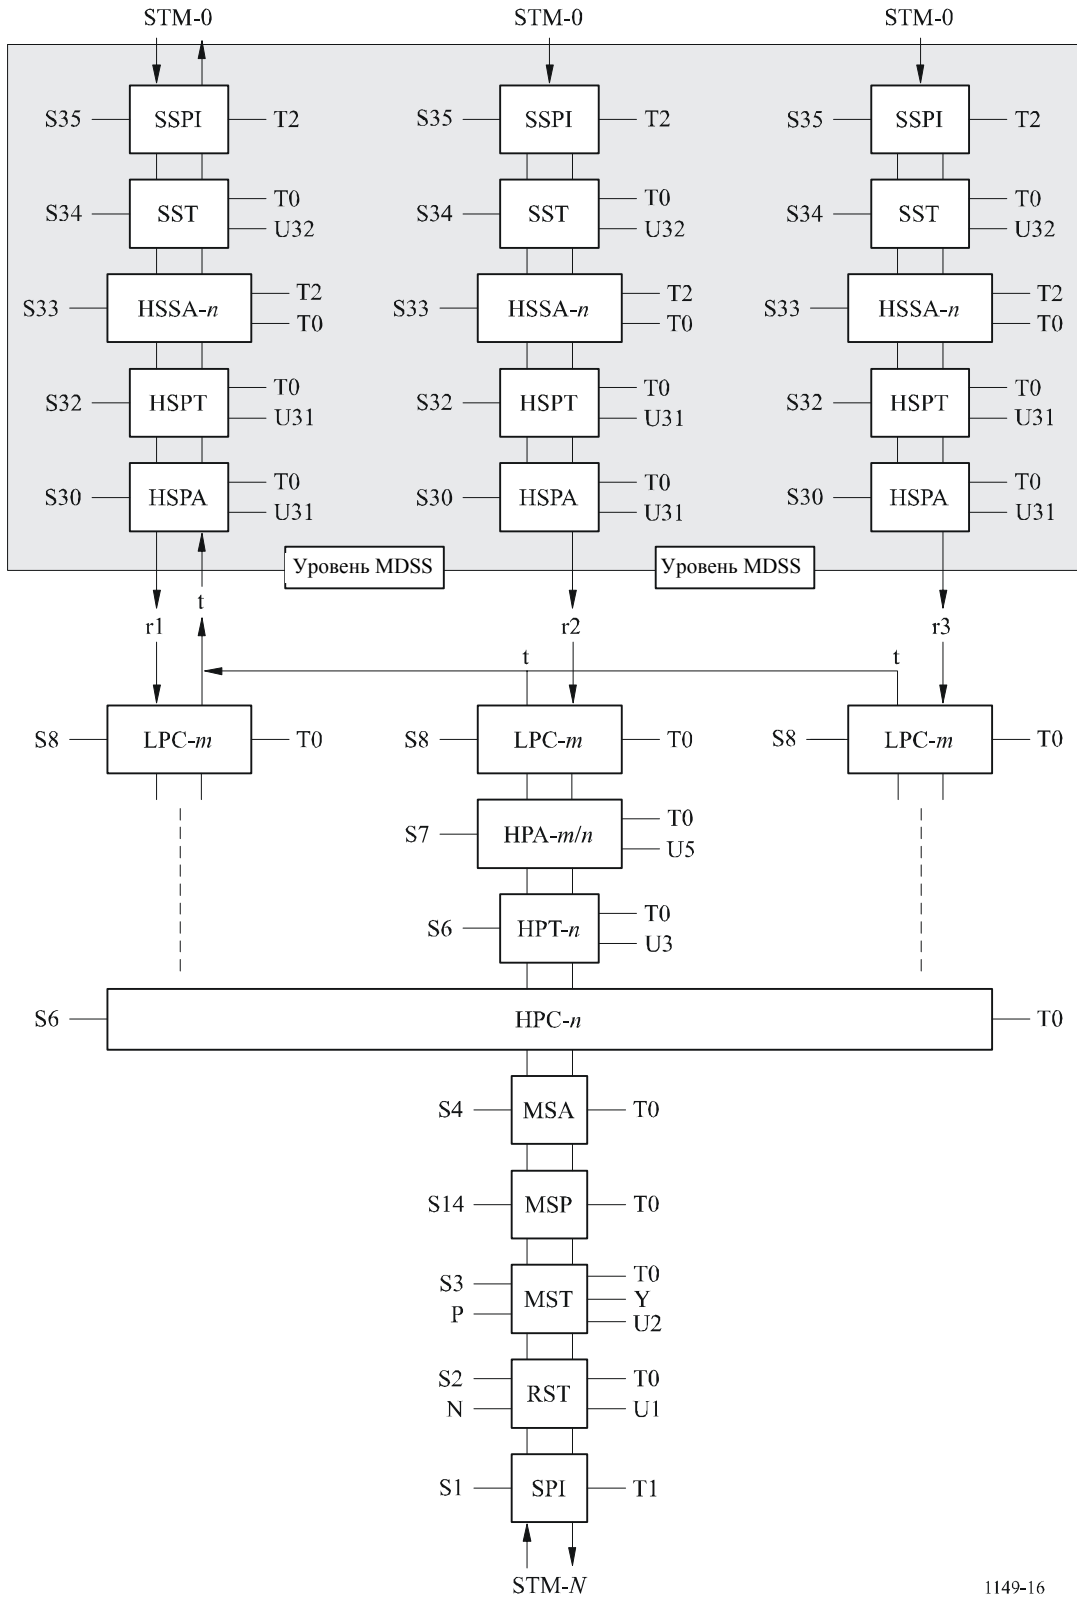 STM-0 STM-0 STM-0
S35 SSPI T2 S35 SSPI T2 S35 SSPI T2
T0 T0 T0
S34 SST S34 SST S34 SST
U32 U32 U32
T2 T2 T2
S33 HSSA-n S33 HSSA-n S33 HSSA-n
T0 T0 T0
T0 T0 T0
S32 HSPT S32 HSPT S32 HSPT
U31 U31 U31
T0 T0 T0
S30 HSPA S30 HSPA S30 HSPA
U31 U31 U31
Уровень MDSS Уровень MDSS
t
r1 r2 r3
t t
S8 LPC-m T0 S8 LPC-m T0 S8 LPC-m T0
T0
S7 HPA-m/n
U5
T0
S6 HPT-n
U3
S6 HPC-n T0
S4 MSA T0
S14 MSP T0
S3 T0
MST Y
P U2
S2 T0
RST
N U1
S1 SPI T1
STM-N
1149-16